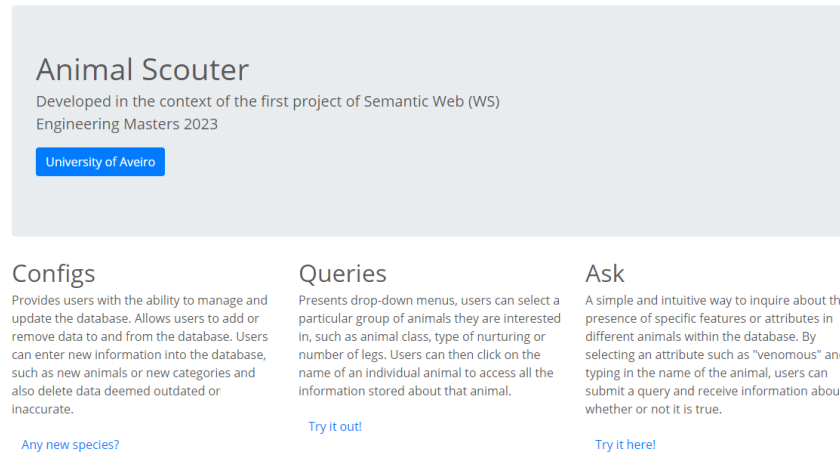 Animal Scouter
Developed in the context of the first project of Semantic Web (WS)
Engineering Masters 2023
University of Aveiro
Configs
Provides users with the ability to manage and
update the database. Allows users to add or
remove data to and from the database. Users
can enter new information into the database,
such as new animals or new categories and
also delete data deemed outdated or
inaccurate.
Any new species?
Queries
Presents drop-down menus, users can select a
particular group of animals they are interested
in, such as animal class, type of nurturing or
number of legs. Users can then click on the
name of an individual animal to access all the
information stored about that animal.
Try it out!
Ask
A simple and intuitive way to inquire about
presence of specific features or attributes in
different animals within the database. By
selecting an attribute such as "venomous"
typing in the name of the animal, users can
submit a query and receive information
whether or not it is true.
Try it here!